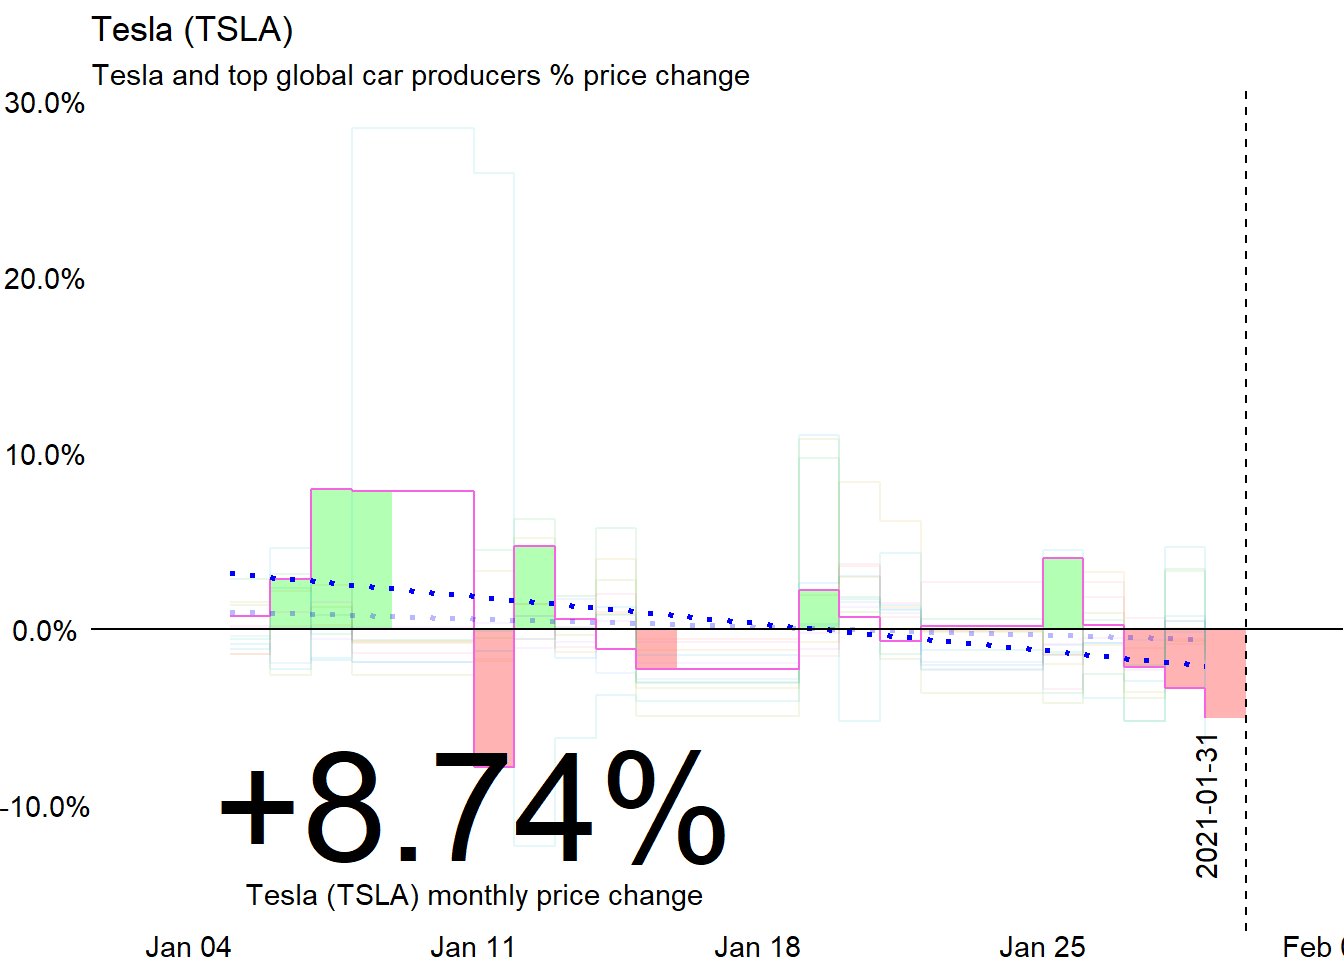 Tesla (TSLA)
Tesla and top global car producers % price change
30.0%
20.0%
10.0%
0.0%
-10.0%
+8.74%
Tesla (TSLA) monthly price change
2021-01-31
Jan 04 Jan 11 Jan 18 Jan 25 Feb